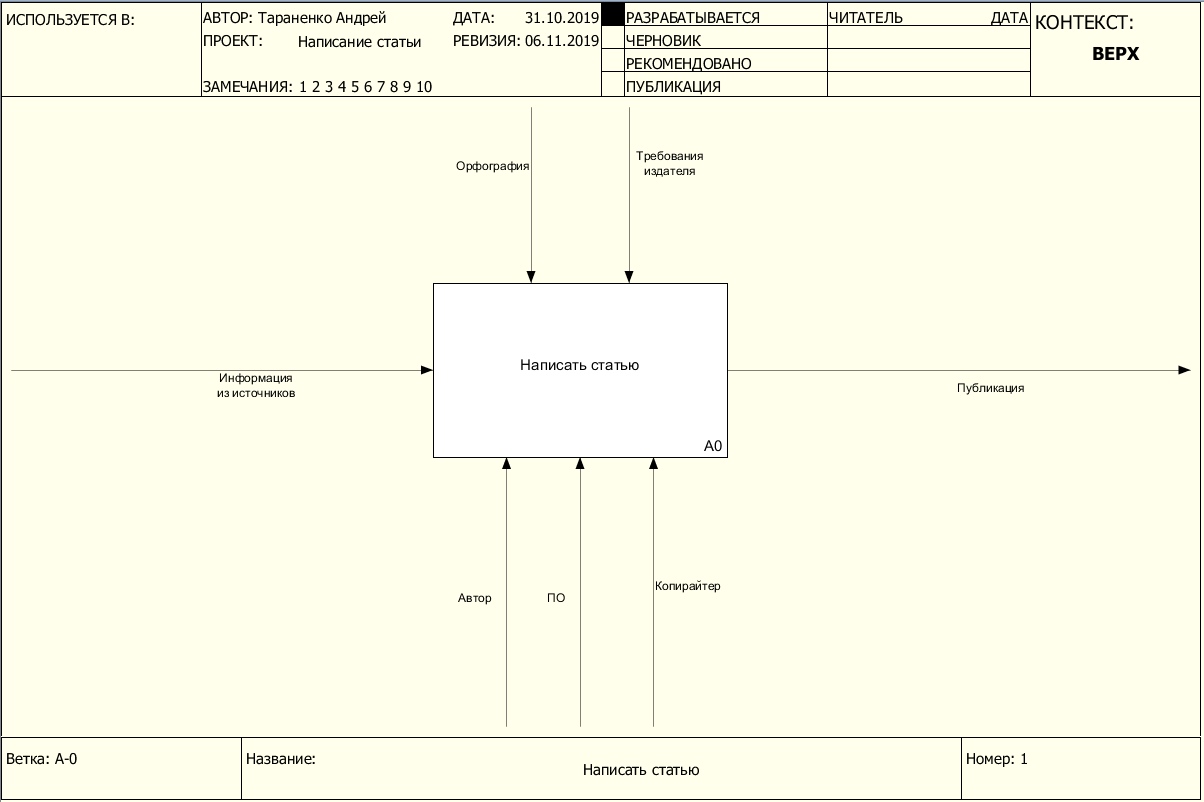 ИСПОЛЬЗУЕТСЯ В:
АВТОР: Тараненко Андрей
ДАТА: 31.10.2019
ПРОЕКТ: Написание статьи
РЕВИЗИЯ: 06.11.2019
ЗАМЕЧАНИЯ: 1 2 3 4 5 6 7 8 9 10
РАЗРАБАТЫВАЕТСЯ
ЧЕРНОВИК
РЕКОМЕНДОВАНО
ПУБЛИКАЦИЯ
ЧИТАТЕЛЬ
ДАТА
КОНТЕКСТ:
ВЕРХ
Орфография
Требования
издателя
Написать статью
A0
Информация
из источников
Публикация
Автор
ПО
Копирайтер
Ветка: A-0
Название:
Написать статью
Номер: 1